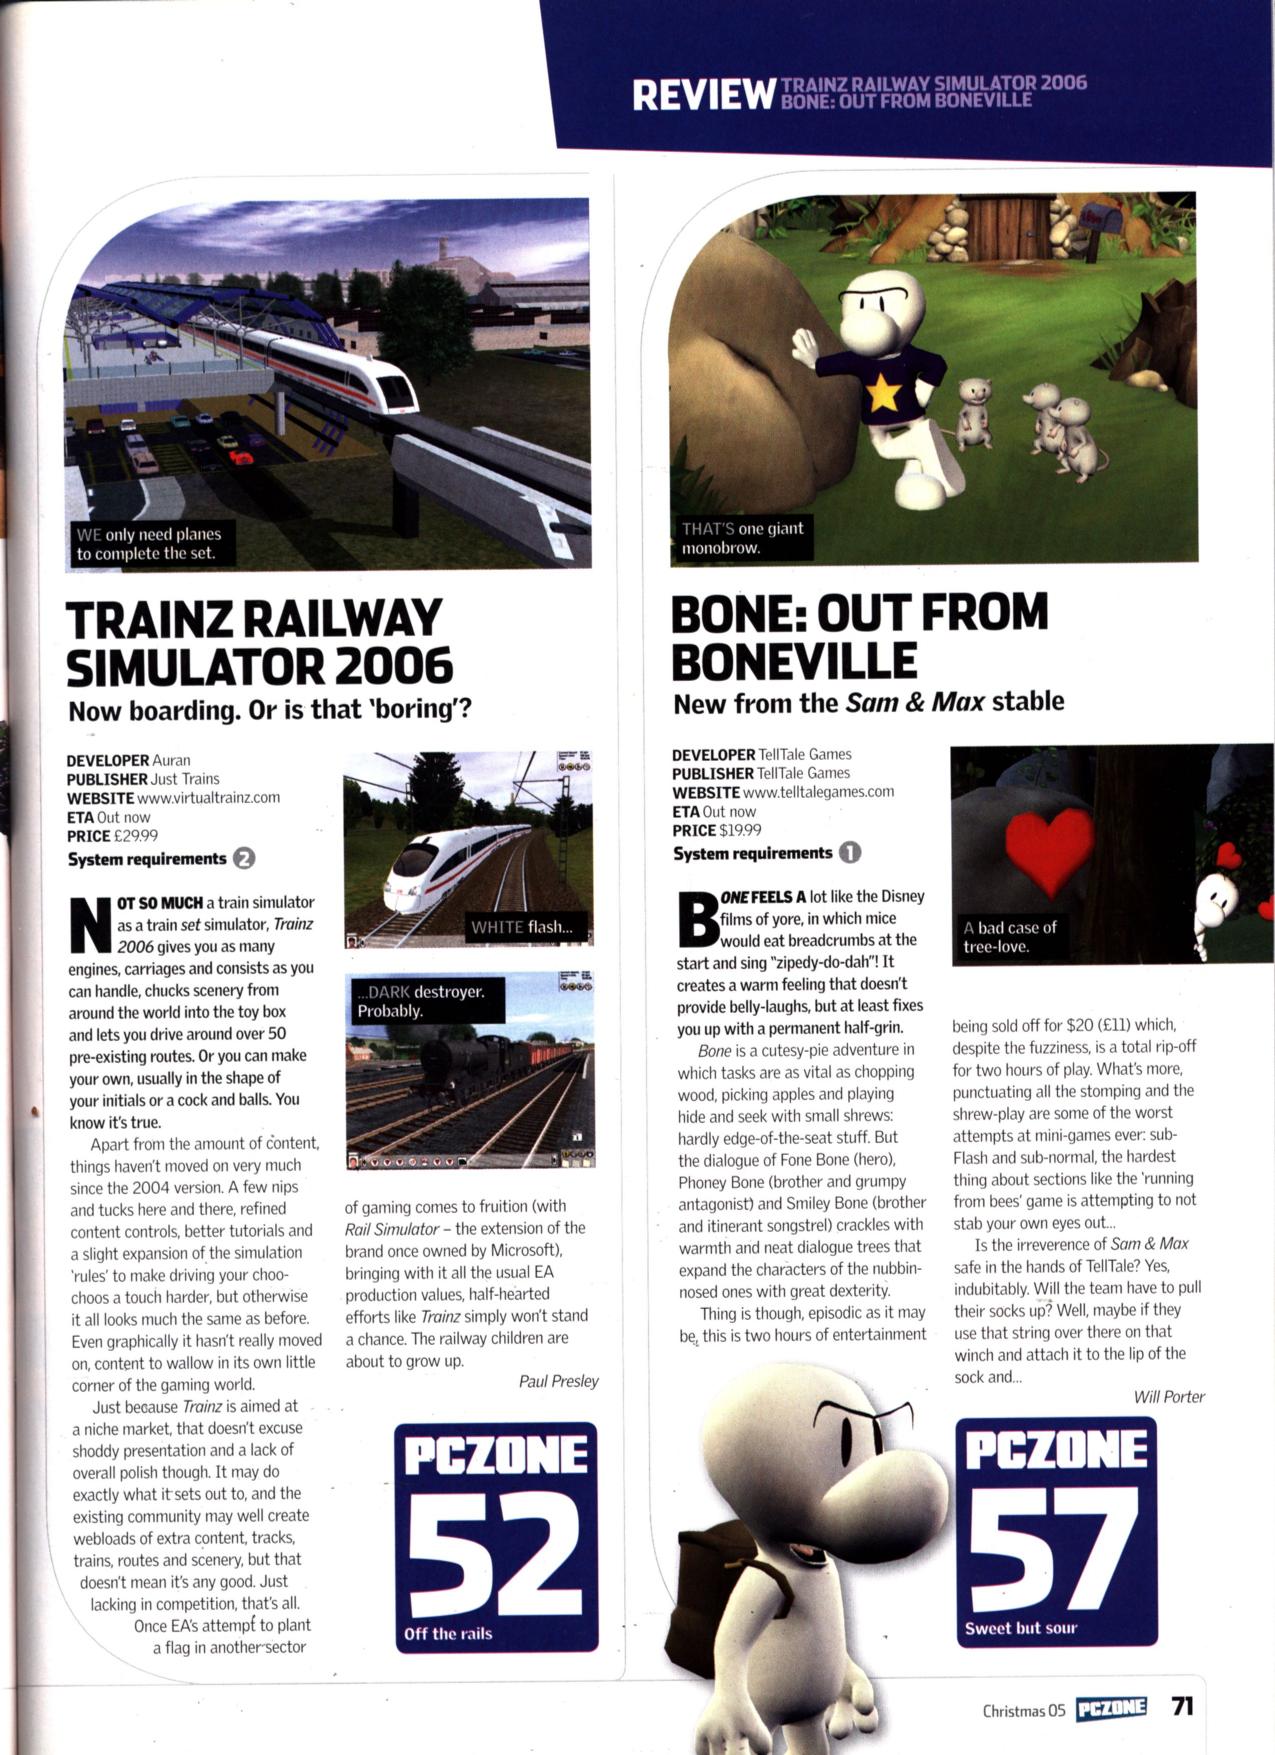 REVIEW TRAINZ RAILWAY SIMULATOR 2006
BONE: OUT FROM BONEVILLE
WE only need planes
to complete the set.
TRAINZ RAILWAY
SIMULATOR 2006
Now boarding. Or is that 'boring'?
DEVELOPER Auran
PUBLISHER Just Trains
WEBSITE www.virtualtrainz.com
ETA Out now
PRICE £29.99
System requirements 2
NOT SO MUCH a train simulator
as a train set simulator, Trainz
2006 gives you as many
engines, carriages and consists as you
can handle, chucks scenery from
around the world into the toy box
and lets you drive around over 50
pre-existing routes. Or you can make
your own, usually in the shape of
your initials or a cock and balls. You
know it's true.
Apart from the amount of content,
things haven't moved on very much
since the 2004 version. A few nips
and tucks here and there, refined
content controls, better tutorials and
a slight expansion of the simulation
'rules' to make driving your choo-
choos a touch harder, but otherwise
it all looks much the same as before.
Even graphically it hasn't really moved
on, content to wallow in its own little
corner of the gaming world.
Just because Trainz is aimed at
a niche market, that doesn't excuse
shoddy presentation and a lack of
overall polish though. It may do
exactly what it sets out to, and the
existing community may well create
webloads of extra content, tracks,
trains, routes and scenery, but that
doesn't mean it's any good. Just
lacking in competition, that's all.
Once EA's attempt to plant
a flag in another sector
WHITE flash...
...DARK destroyer.
Probably.
of gaming comes to fruition (with
Rail Simulator – the extension of the
brand once owned by Microsoft),
bringing with it all the usual EA
production values, half-hearted
efforts like Trainz simply won't stand
a chance. The railway children are
about to grow up.
Paul Presley
PCZONE
52
Off the rails
THAT'S one giant
monobrow.
BONE: OUT FROM
BONEVILLE
New from the Sam & Max stable
DEVELOPER TellTale Games
PUBLISHER TellTale Games
WEBSITE www.telltalegames.com
ETA Out now
PRICE $19.99
System requirements 1
BONE FEELS A lot like the Disney
films of yore, in which mice
would eat breadcrumbs at the
start and sing "zipedy-do-dah"! It
creates a warm feeling that doesn't
provide belly-laughs, but at least fixes
you up with a permanent half-grin.
Bone is a cutesy-pie adventure in
which tasks are as vital as chopping
wood, picking apples and playing
hide and seek with small shrews:
hardly edge-of-the-seat stuff. But
the dialogue of Fone Bone (hero),
Phoney Bone (brother and grumpy
antagonist) and Smiley Bone (brother
and itinerant songstrel) crackles with
warmth and neat dialogue trees that
expand the characters of the nubbin-
nosed ones with great dexterity.
Thing is though, episodic as it may
be, this is two hours of entertainment
A bad case of
tree-love.
being sold off for $20 (£11) which,
despite the fuzziness, is a total rip-off
for two hours of play. What's more,
punctuating all the stomping and the
shrew-play are some of the worst
attempts at mini-games ever: sub-
Flash and sub-normal, the hardest
thing about sections like the 'running
from bees' game is attempting to not
stab your own eyes out...
Is the irreverence of Sam & Max
safe in the hands of TellTale? Yes,
indubitably. Will the team have to pull
their socks up? Well, maybe if they
use that string over there on that
winch and attach it to the lip of the
sock and...
Will Porter
PCZONE
57
Sweet but sour
Christmas 05 PCZONE 71